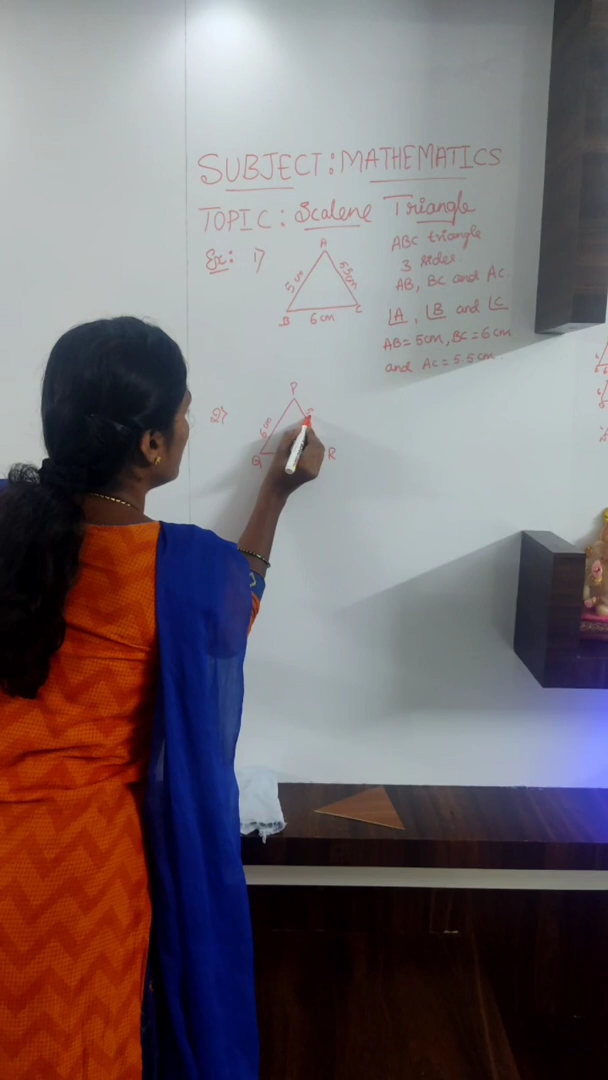 SUBJECT: MATHEMATICS
TOPIC: Scalene Triangle
Ex: 1)
A
5 cm
5.5 cm
B
6 cm
C
ABC triangle
3 sides.
AB, BC and AC.
∠A, ∠B and ∠C
AB = 5cm, BC = 6 cm
and AC = 5.5 cm
2)
P
6 cm
Q
R